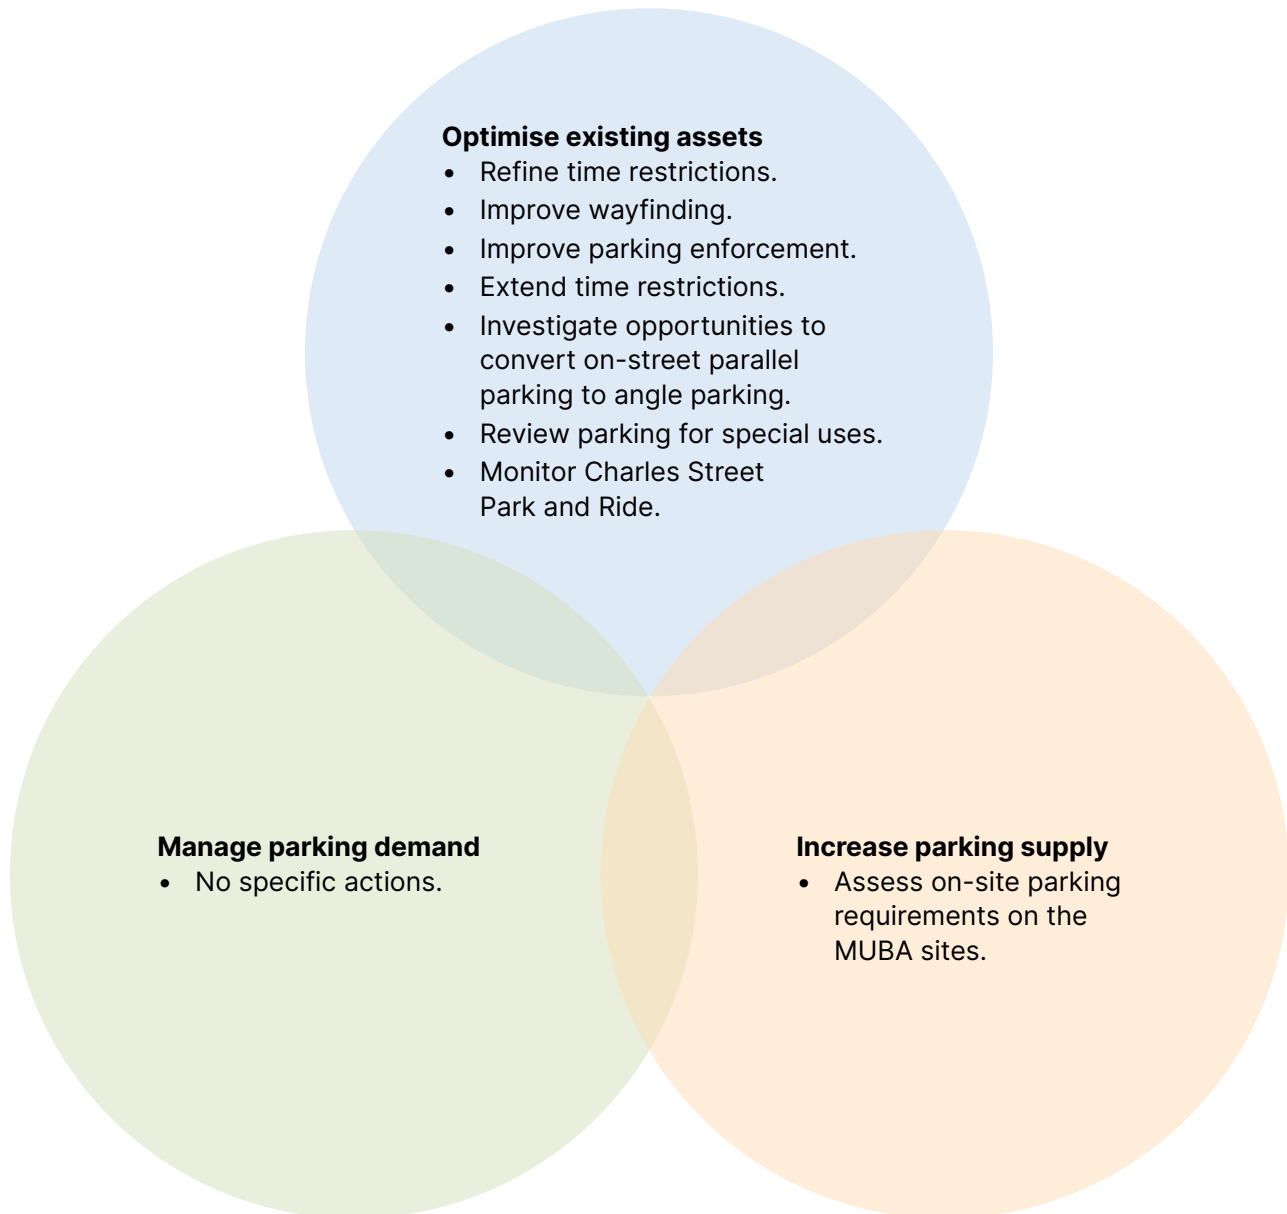 Optimise existing assets
• Refine time restrictions.
• Improve wayfinding.
• Improve parking enforcement.
• Extend time restrictions.
• Investigate opportunities to
convert on-street parallel
parking to angle parking.
• Review parking for special uses.
• Monitor Charles Street
Park and Ride.
Manage parking demand
• No specific actions.
Increase parking supply
• Assess on-site parking
requirements on the
MUBA sites.